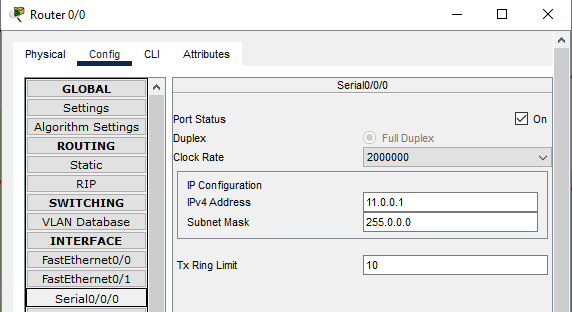 Router 0/0
Physical Config CLI Attributes
GLOBAL
Settings
Algorithm Settings
ROUTING
Static
RIP
SWITCHING
VLAN Database
INTERFACE
FastEthernet0/0
FastEthernet0/1
Serial0/0/0
Serial0/0/0
Port Status On
Duplex Full Duplex
Clock Rate 2000000
IP Configuration
IPv4 Address 11.0.0.1
Subnet Mask 255.0.0.0
Tx Ring Limit 10